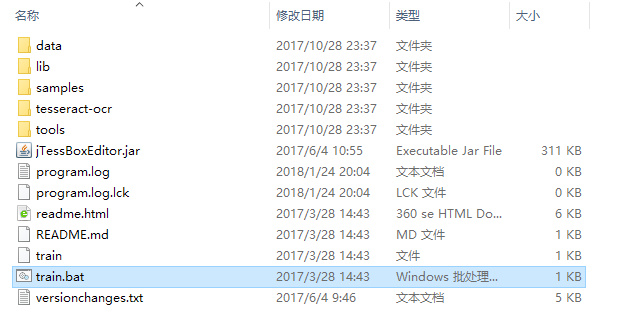 名称 修改日期 类型 大小
data 2017/10/28 23:37 文件夹
lib 2017/10/28 23:37 文件夹
samples 2017/10/28 23:37 文件夹
tesseract-ocr 2017/10/28 23:37 文件夹
tools 2017/10/28 23:37 文件夹
jTessBoxEditor.jar 2017/6/4 10:55 Executable Jar File 311 KB
program.log 2018/1/24 20:04 文本文档 0 KB
program.log.lck 2018/1/24 20:04 LCK 文件 0 KB
readme.html 2017/3/28 14:43 360 se HTML Do... 6 KB
README.md 2017/3/28 14:43 MD 文件 1 KB
train 2017/3/28 14:43 文件 1 KB
train.bat 2017/3/28 14:43 Windows 批处理... 1 KB
versionchanges.txt 2017/6/4 9:46 文本文档 5 KB